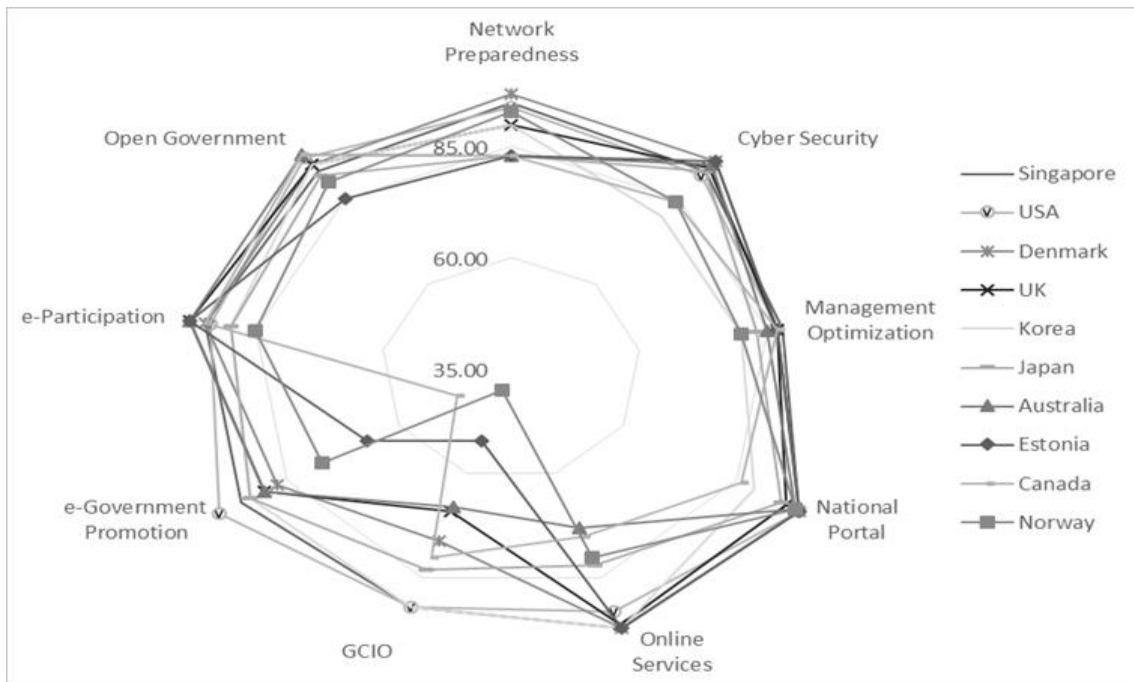 Network
Preparedness
Open Government
85.00
Cyber Security
60.00
e-Participation
Management
Optimization
35.00
e-Government
Promotion
National
Portal
GCIO
Online
Services
Singapore
USA
Denmark
UK
Korea
Japan
Australia
Estonia
Canada
Norway